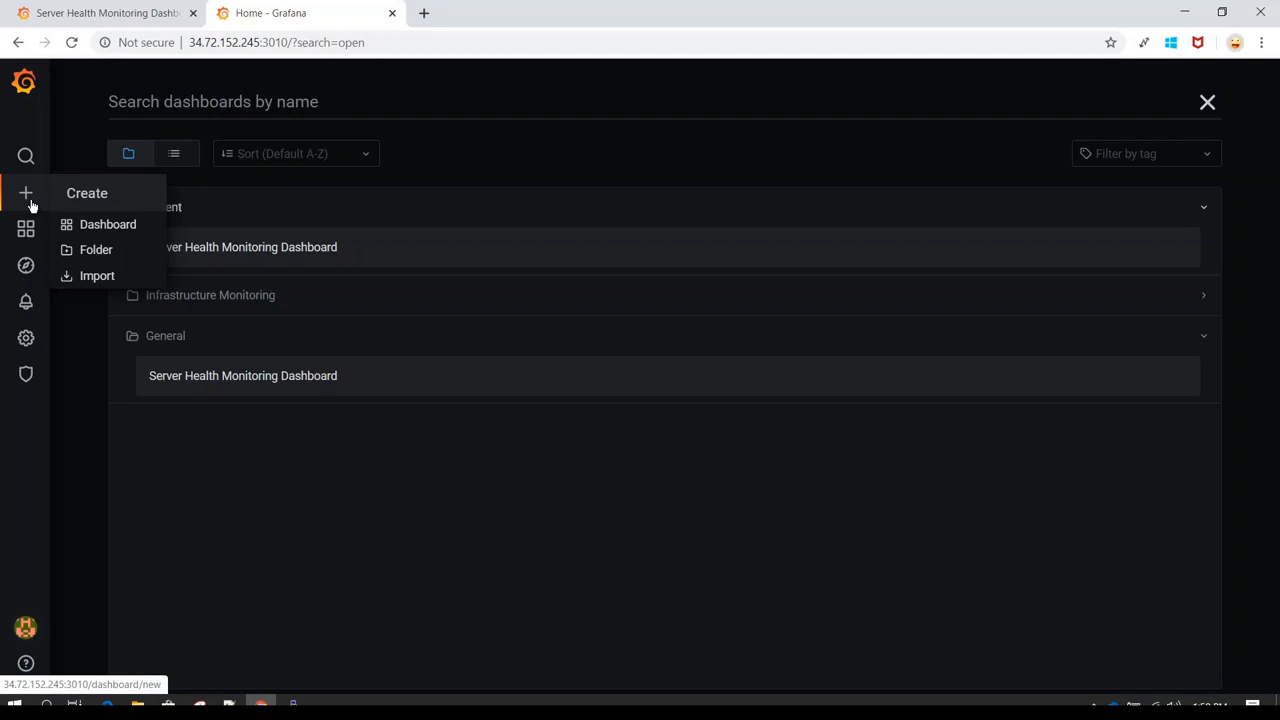 Server Health Monitoring Dashb
Home - Grafana
Not secure
34.72.152.245:3010/?search=open
Search dashboards by name
Sort (Default A-Z)
Filter by tag
Create
ent
Dashboard
ver Health Monitoring Dashboard
Folder
Import
Infrastructure Monitoring
General
Server Health Monitoring Dashboard
34.72.152.245:3010/dashboard/new